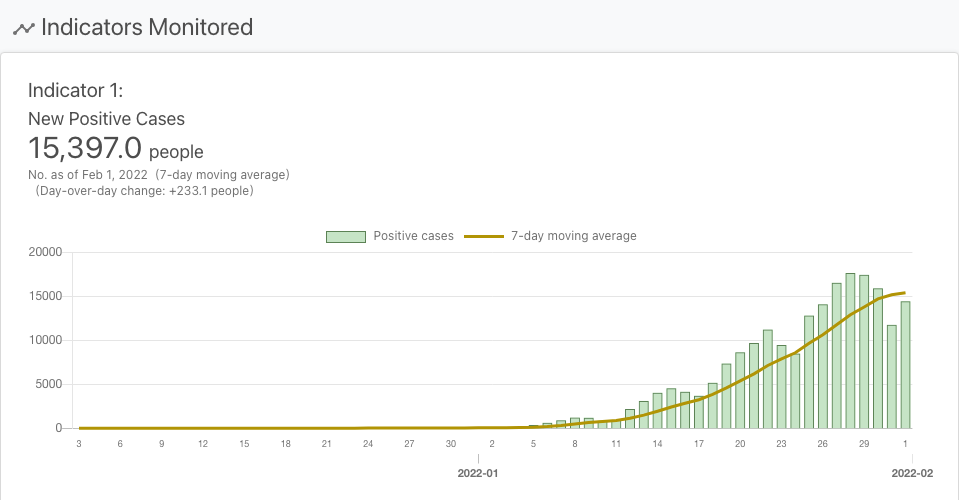 Indicators Monitored
Indicator 1:
New Positive Cases
15,397.0 people
No. as of Feb 1, 2022 (7-day moving average)
(Day-over-day change: +233.1 people)
Positive cases 7-day moving average
20000
15000
10000
5000
0
3 6 9 12 15 18 21 24 27 30 2 5 8 11 14 17 20 23 26 29 1
2022-01 2022-02